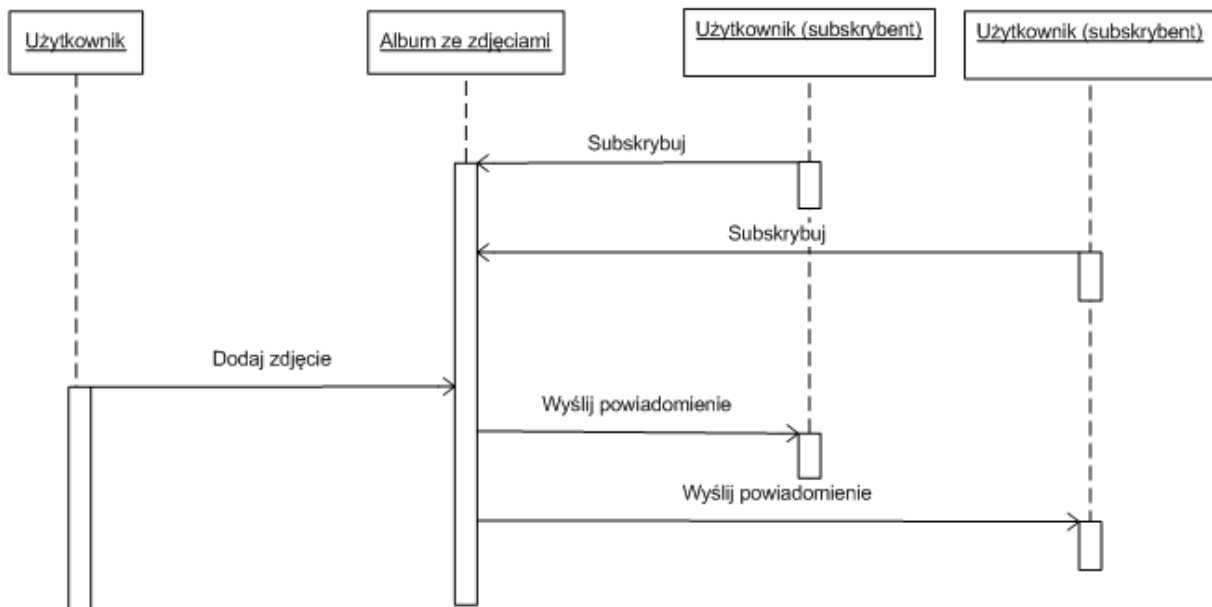 Użytkownik
Album ze zdjęciami
Użytkownik (subskrybent)
Użytkownik (subskrybent)
Subskrybuj
Subskrybuj
Dodaj zdjęcie
Wyślij powiadomienie
Wyślij powiadomienie